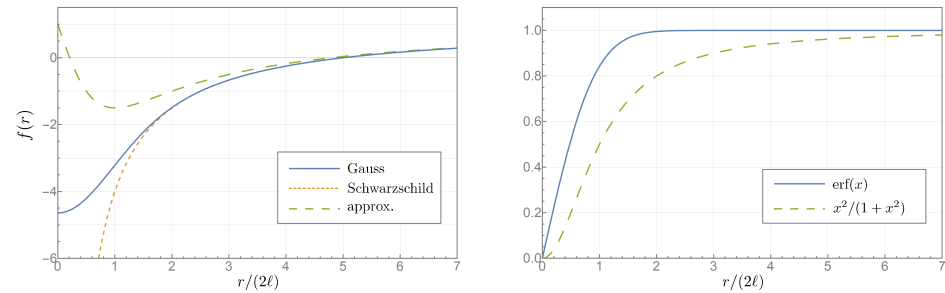 f(r)
0
−2
−4
−6
0 1 2 3 4 5 6 7
r/(2ℓ)
Gauss
Schwarzschild
approx.
1.0
0.8
0.6
0.4
0.2
0.0
0 1 2 3 4 5 6 7
r/(2ℓ)
erf(x)
x²/(1 + x²)